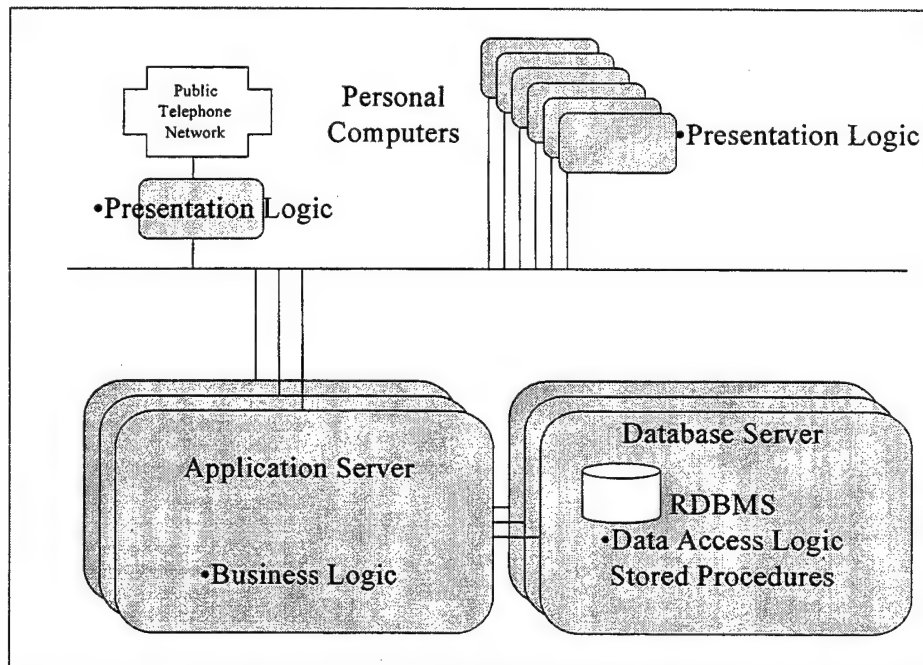 Public
Telephone
Network
Personal
Computers
•Presentation Logic
•Presentation Logic
Application Server
•Business Logic
Database Server
RDBMS
•Data Access Logic
Stored Procedures